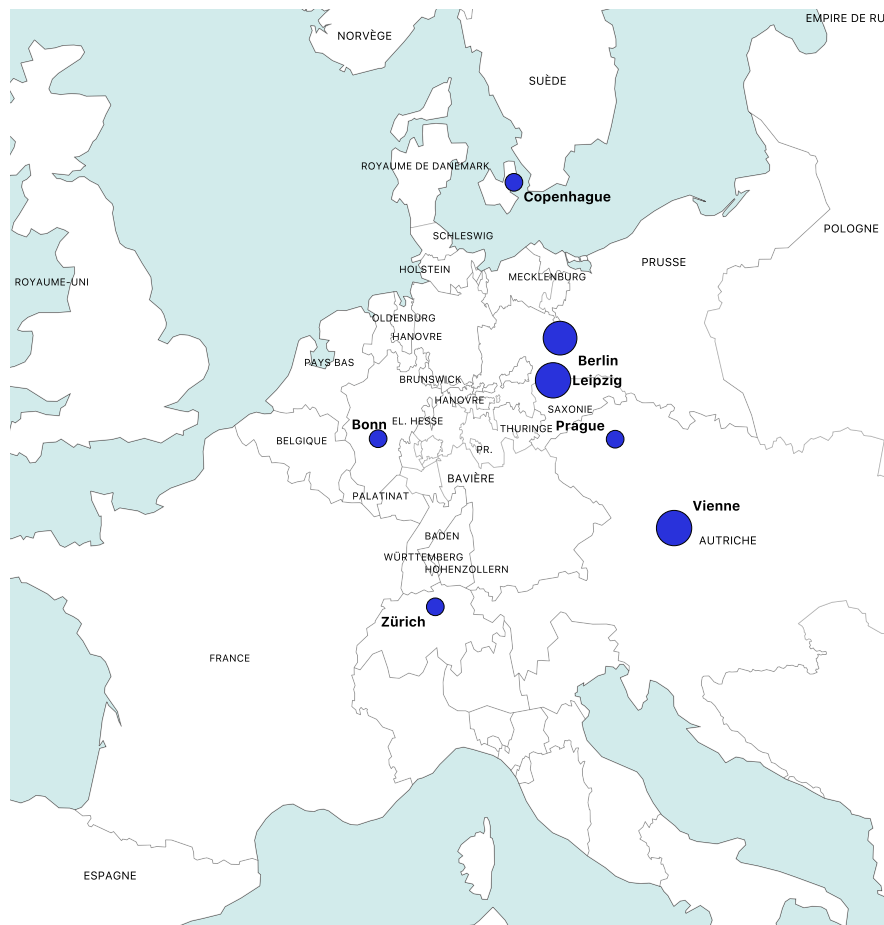 EMPIRE DE RU
NORVÈGE
SUÈDE
ROYAUME DE DANEMARK
Copenhague
POLOGNE
SCHLESWIG
PRUSSE
HOLSTEIN
MECKLENBURG
ROYAUME-UNI
OLDENBURG
HANOVRE
Berlin
PAYS BAS
BRUNSWICK
Leipzig
HANOVRE
SAXONIE
EL. HESSE
Bonn
THURINGE
Prague
BELGIQUE
PR.
BAVIÈRE
PALATINAT
Vienne
BADEN
AUTRICHE
WÜRTTEMBERG
HOHENZOLLERN
Zürich
FRANCE
ESPAGNE